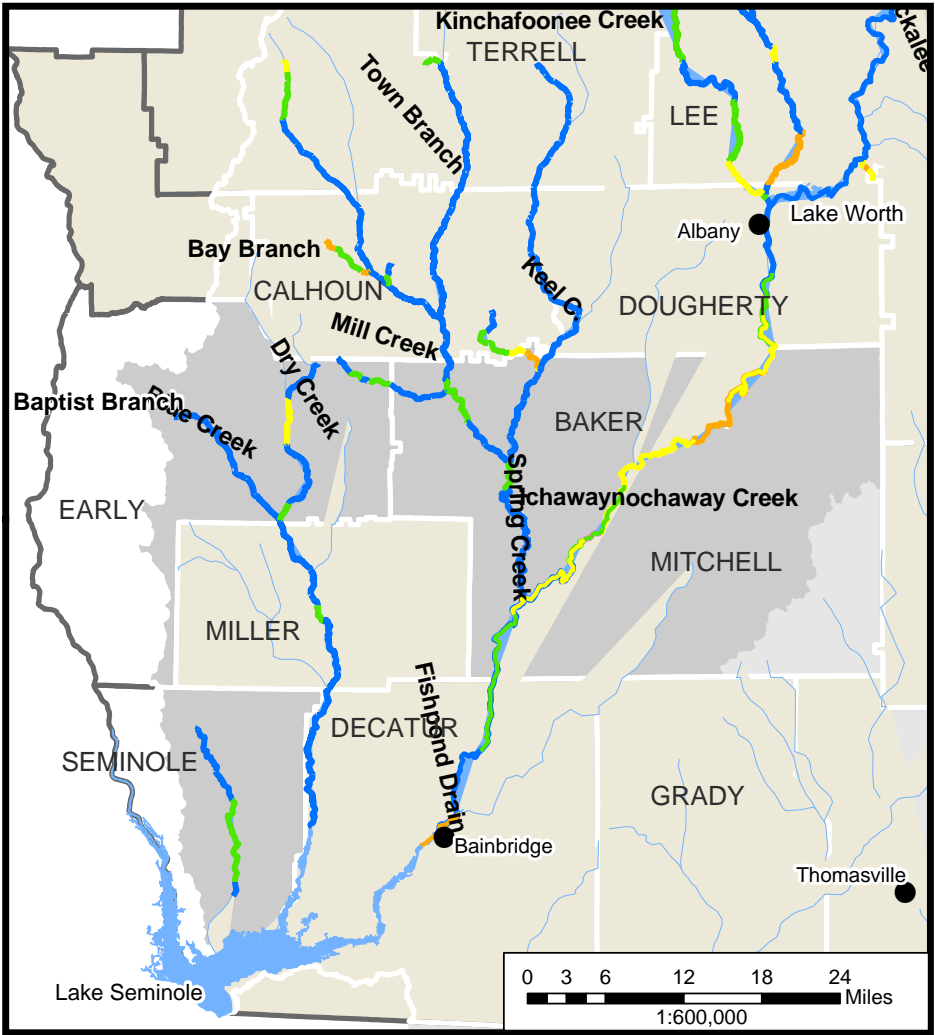 Kinchafoonee Creek
TERRELL
Town Branch
LEE
Lake Worth
Albany
Bay Branch
CALHOUN
Keel C.
DOUGHERTY
Mill Creek
Dry Creek
Baptist Branch
Creek
BAKER
EARLY
Spring Creek
chawaynochaway Creek
MITCHELL
MILLER
Fishpond Drain
DECATUR
SEMINOLE
GRADY
Bainbridge
Thomasville
Lake Seminole
0 3 6 12 18 24
Miles
1:600,000